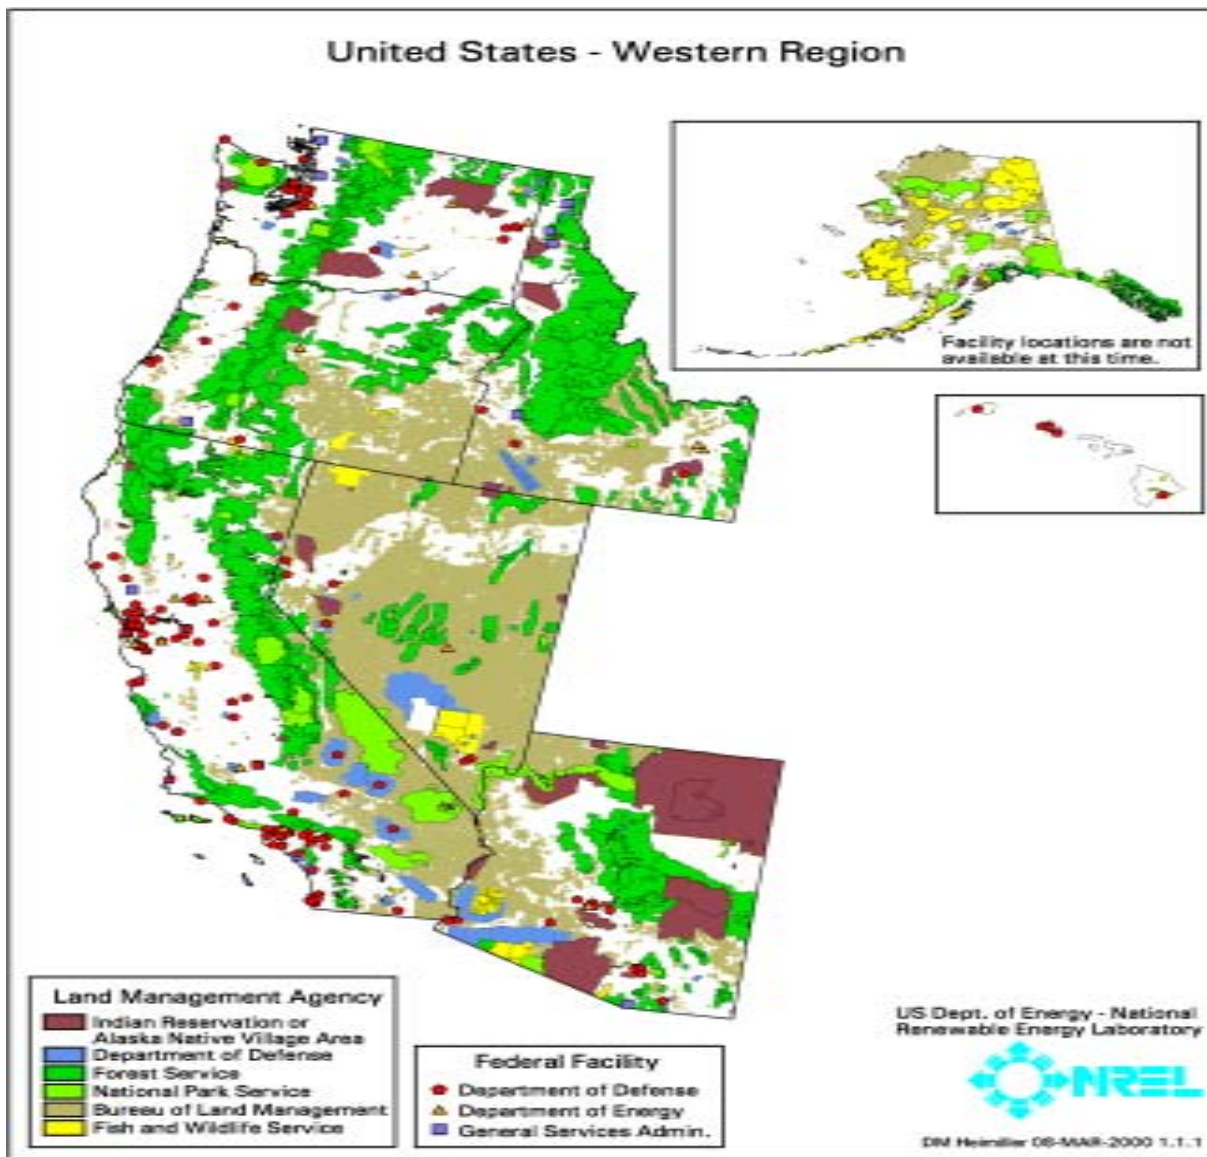 United States - Western Region
Facility locations are not
available at this time.
Land Management Agency
Indian Reservation or
Alaska Native Village Area
Department of Defense
Forest Service
National Park Service
Bureau of Land Management
Fish and Wildlife Service
Federal Facility
Department of Defense
Department of Energy
General Services Admin.
US Dept. of Energy - National
Renewable Energy Laboratory
NREL
DM Heimiller 08-MAR-2000 1.1.1